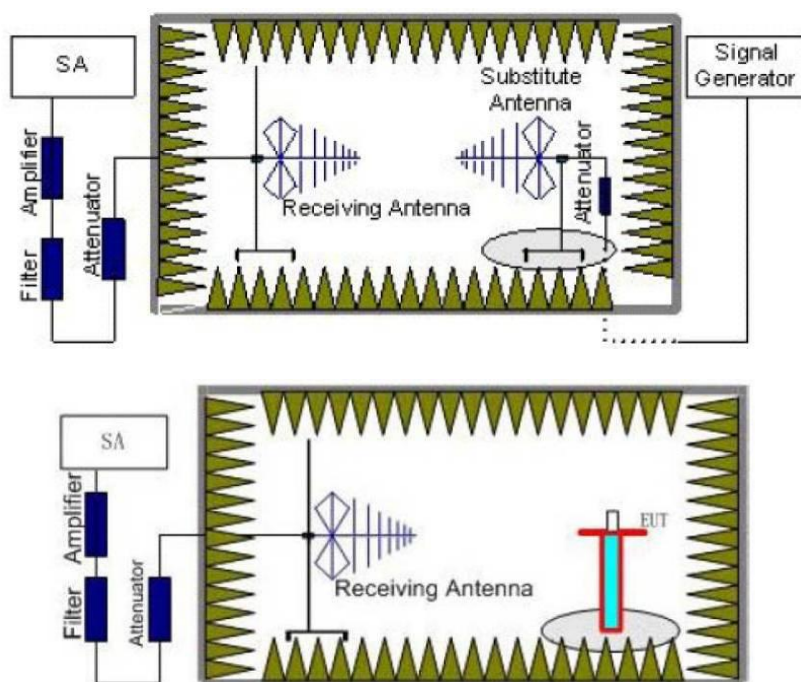 SA
Signal
Generator
Substitute
Antenna
Amplifier
Attenuator
Attenuator
Receiving Antenna
Filter
SA
Amplifier
EUT
Filter
Attenuator
Receiving Antenna